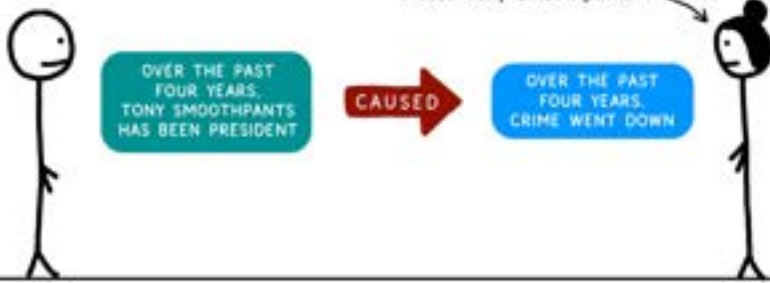 OVER THE PAST
FOUR YEARS,
TONY SMOOTHPANTS
HAS BEEN PRESIDENT
CAUSED
OVER THE PAST
FOUR YEARS,
CRIME WENT DOWN